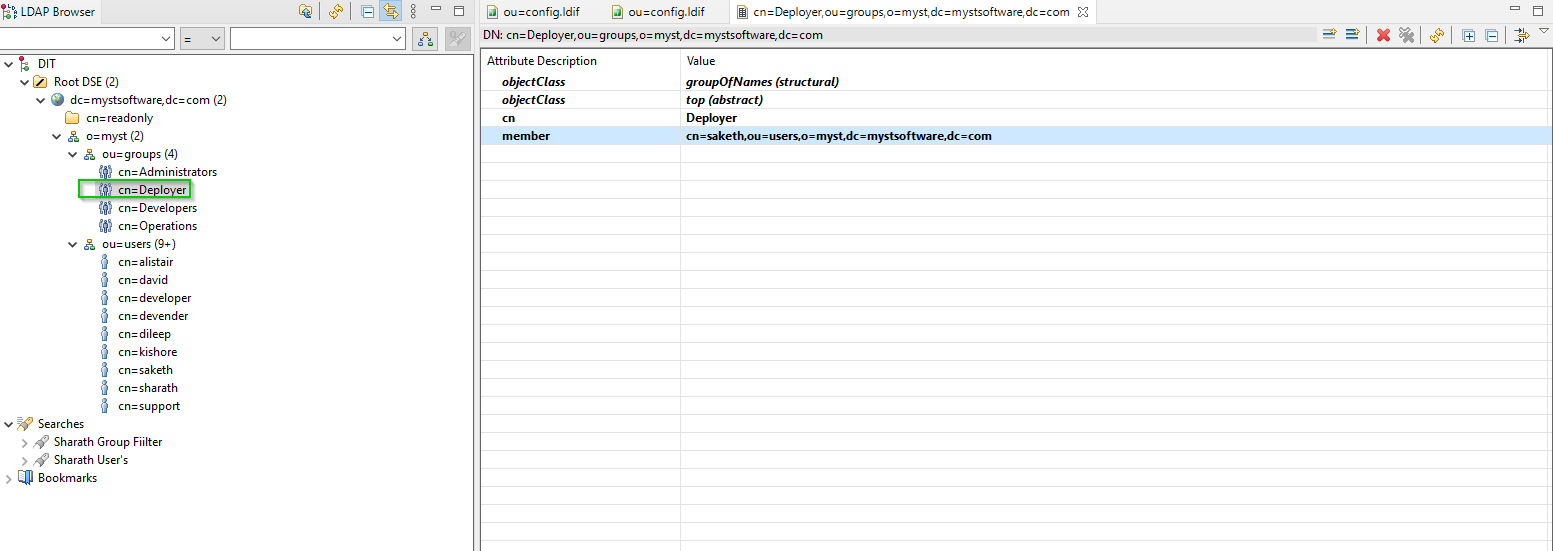 LDAP Browser
=
DIT
Root DSE (2)
dc=mystsoftware,dc=com (2)
cn=readonly
o=myst (2)
ou=groups (4)
cn=Administrators
cn=Deployer
cn=Developers
cn=Operations
ou=users (9+)
cn=alistair
cn=david
cn=developer
cn=devender
cn=dileep
cn=kishore
cn=saketh
cn=sharath
cn=support
Searches
Sharath Group Fiilter
Sharath User's
Bookmarks
ou=config.ldif ou=config.ldif cn=Deployer,ou=groups,o=myst,dc=mystsoftware,dc=com
DN: cn=Deployer,ou=groups,o=myst,dc=mystsoftware,dc=com
Attribute Description Value
objectClass groupOfNames (structural)
objectClass top (abstract)
cn Deployer
member cn=saketh,ou=users,o=myst,dc=mystsoftware,dc=com